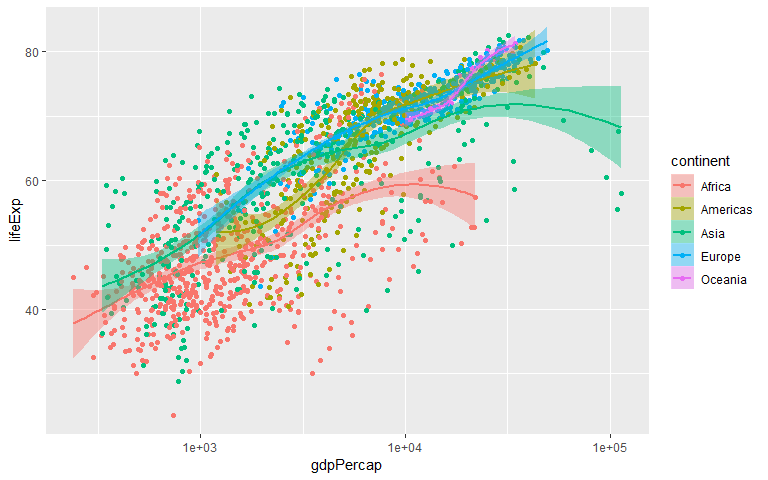 80
60
40
lifeExp
1e+03
1e+04
1e+05
gdpPercap
continent
Africa
Americas
Asia
Europe
Oceania